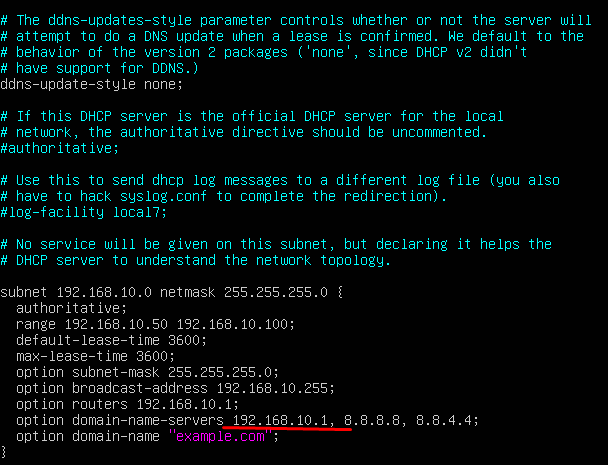 # The ddns-updates-style parameter controls whether or not the server will
# attempt to do a DNS update when a lease is confirmed. We default to the
# behavior of the version 2 packages ('none', since DHCP v2 didn't
# have support for DDNS.)
ddns-update-style none;

# If this DHCP server is the official DHCP server for the local
# network, the authoritative directive should be uncommented.
#authoritative;

# Use this to send dhcp log messages to a different log file (you also
# have to hack syslog.conf to complete the redirection).
#log-facility local7;

# No service will be given on this subnet, but declaring it helps the
# DHCP server to understand the network topology.

subnet 192.168.10.0 netmask 255.255.255.0 {
  authoritative;
  range 192.168.10.50 192.168.10.100;
  default-lease-time 3600;
  max-lease-time 3600;
  option subnet-mask 255.255.255.0;
  option broadcast-address 192.168.10.255;
  option routers 192.168.10.1;
  option domain-name-servers 192.168.10.1, 8.8.8.8, 8.8.4.4;
  option domain-name "example.com";
}